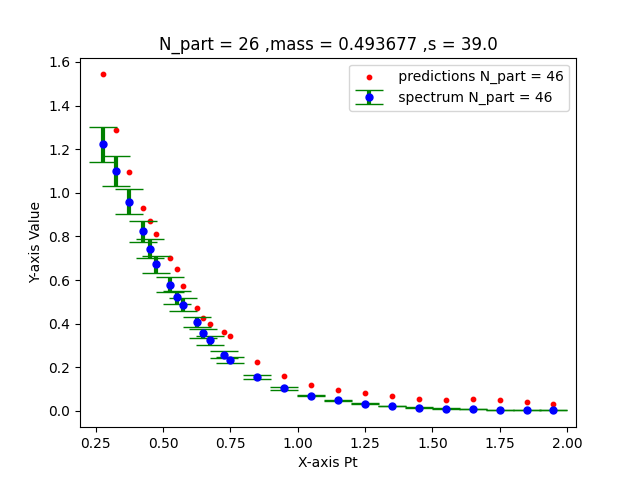 N_part = 26 ,mass = 0.493677 ,s = 39.0
predictions N_part = 46
spectrum N_part = 46
Y-axis Value
1.6
1.4
1.2
1.0
0.8
0.6
0.4
0.2
0.0
0.25 0.50 0.75 1.00 1.25 1.50 1.75 2.00
X-axis Pt